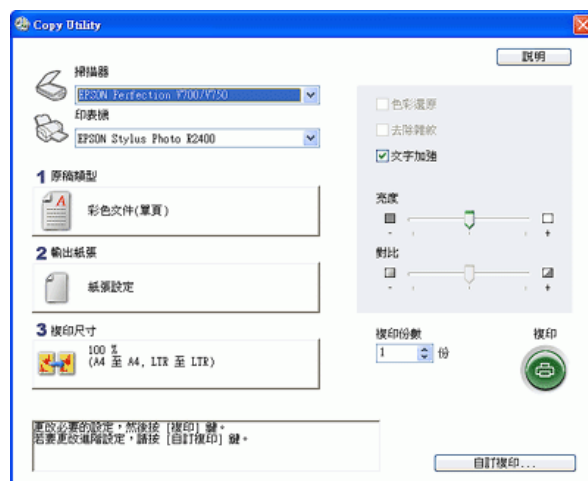 Copy Utility
說明
掃描器
EPSON Perfection V700/V750
印表機
EPSON Stylus Photo R2400
1 原稿類型
彩色文件(單頁)
2 輸出紙張
紙張設定
3 複印尺寸
100 %
(A4 至 A4, LTR 至 LTR)
色彩還原
去除雜紋
文字加強
亮度
- +
對比
- +
複印份數
1 份
複印
更改必要的設定，然後按 [複印] 鍵。
若要更改進階設定，請按 [自訂複印] 鍵。
自訂複印...